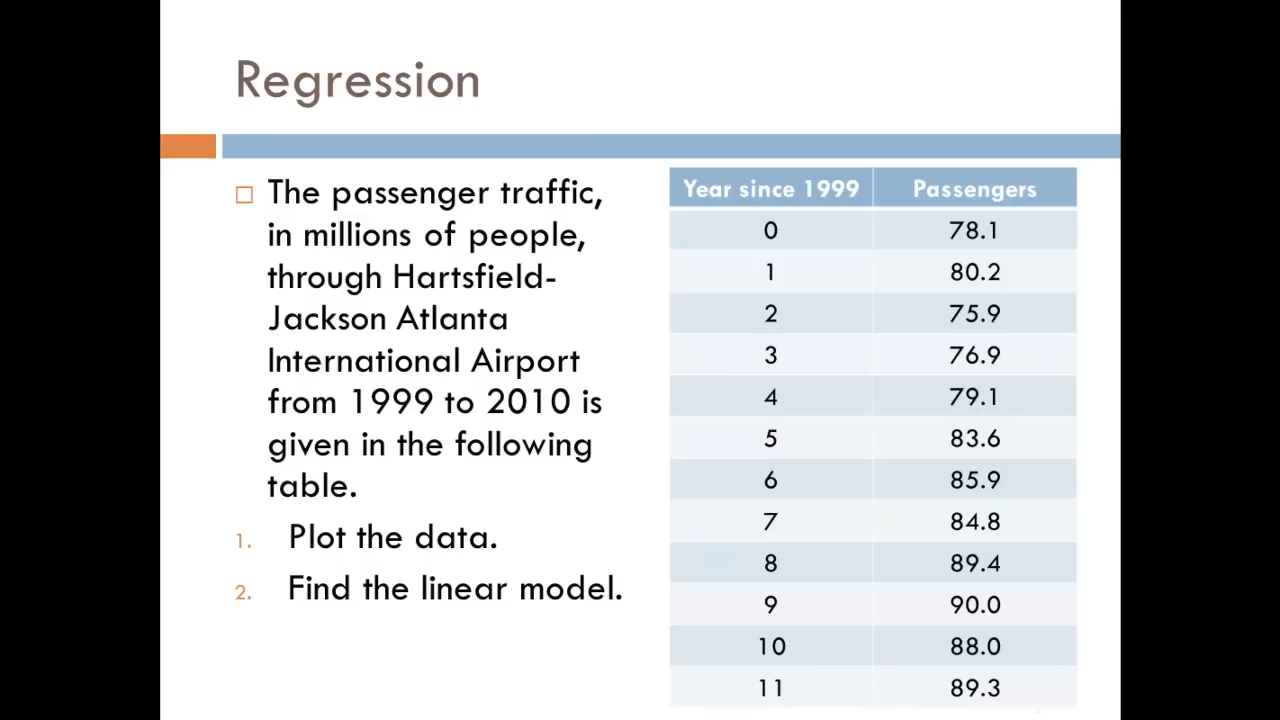 Regression
The passenger traffic,
in millions of people,
through Hartsfield-
Jackson Atlanta
International Airport
from 1999 to 2010 is
given in the following
table.
1. Plot the data.
2. Find the linear model.
Year since 1999 Passengers
0 78.1
1 80.2
2 75.9
3 76.9
4 79.1
5 83.6
6 85.9
7 84.8
8 89.4
9 90.0
10 88.0
11 89.3